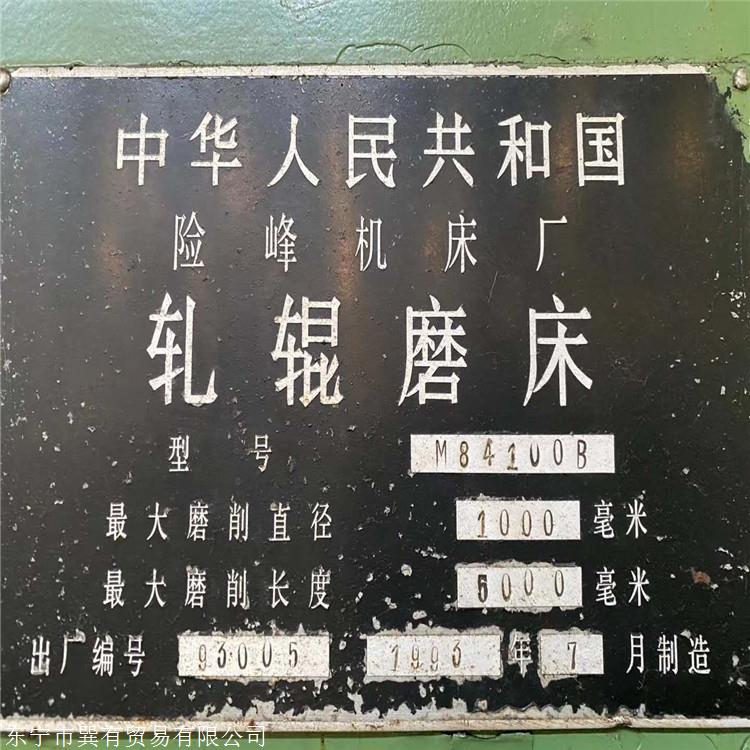 中华人民共和国
险峰机床厂
轧辊磨床
型号 M84100B
最大磨削直径 1000 毫米
最大磨削长度 5000 毫米
出厂编号 93005 1993 年 7 月制造
东宁市巽有贸易有限公司